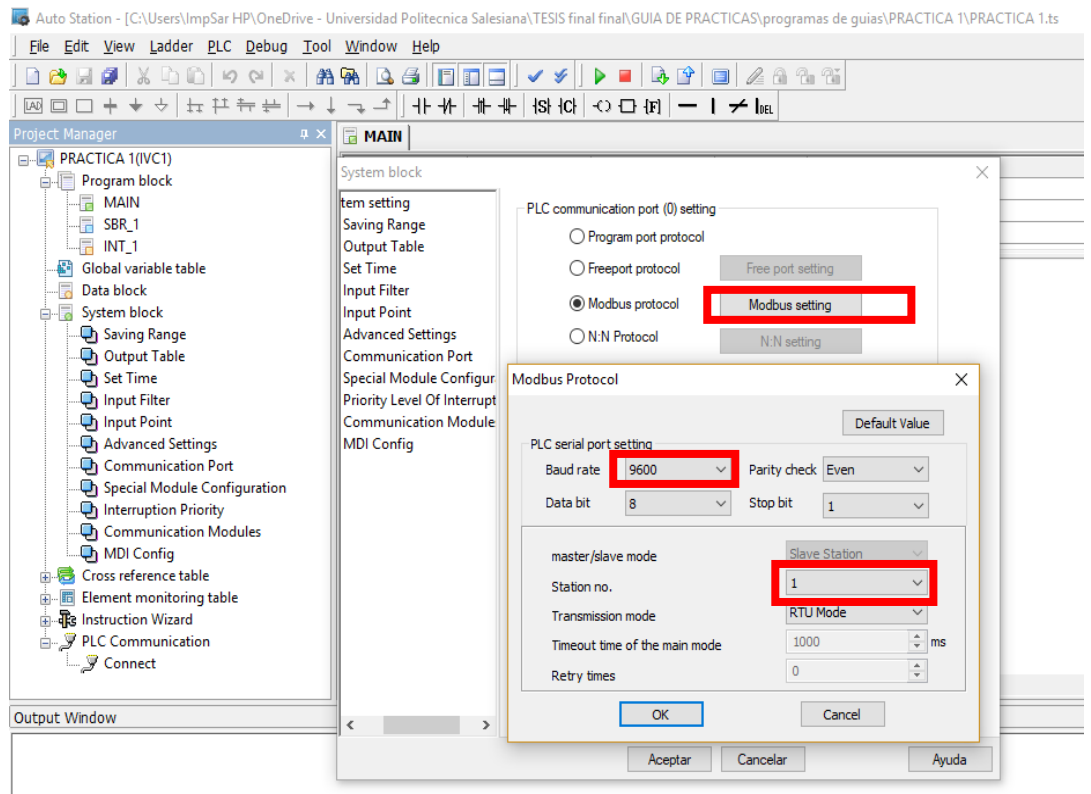 Auto Station - [C:\Users\ImpSar HP\OneDrive - Universidad Politecnica Salesiana\TESIS final final\GUIA DE PRACTICAS\programas de guias\PRACTICA 1\PRACTICA 1.ts
File Edit View Ladder PLC Debug Tool Window Help
LAD DEL
Project Manager
PRACTICA 1(IVC1)
Program block
MAIN
SBR_1
INT_1
Global variable table
Data block
System block
Saving Range
Output Table
Set Time
Input Filter
Input Point
Advanced Settings
Communication Port
Special Module Configuration
Interruption Priority
Communication Modules
MDI Config
Cross reference table
Element monitoring table
Instruction Wizard
PLC Communication
Connect
Output Window
MAIN
System block
tem setting
Saving Range
Output Table
Set Time
Input Filter
Input Point
Advanced Settings
Communication Port
Special Module Configur
Priority Level Of Interrupt
Communication Module
MDI Config
PLC communication port (0) setting
Program port protocol
Freeport protocol Free port setting
Modbus protocol Modbus setting
N:N Protocol N:N setting
Modbus Protocol
Default Value
PLC serial port setting
Baud rate 9600 Parity check Even
Data bit 8 Stop bit 1
master/slave mode Slave Station
Station no. 1
Transmission mode RTU Mode
Timeout time of the main mode 1000 ms
Retry times 0
OK Cancel
Aceptar Cancelar Ayuda